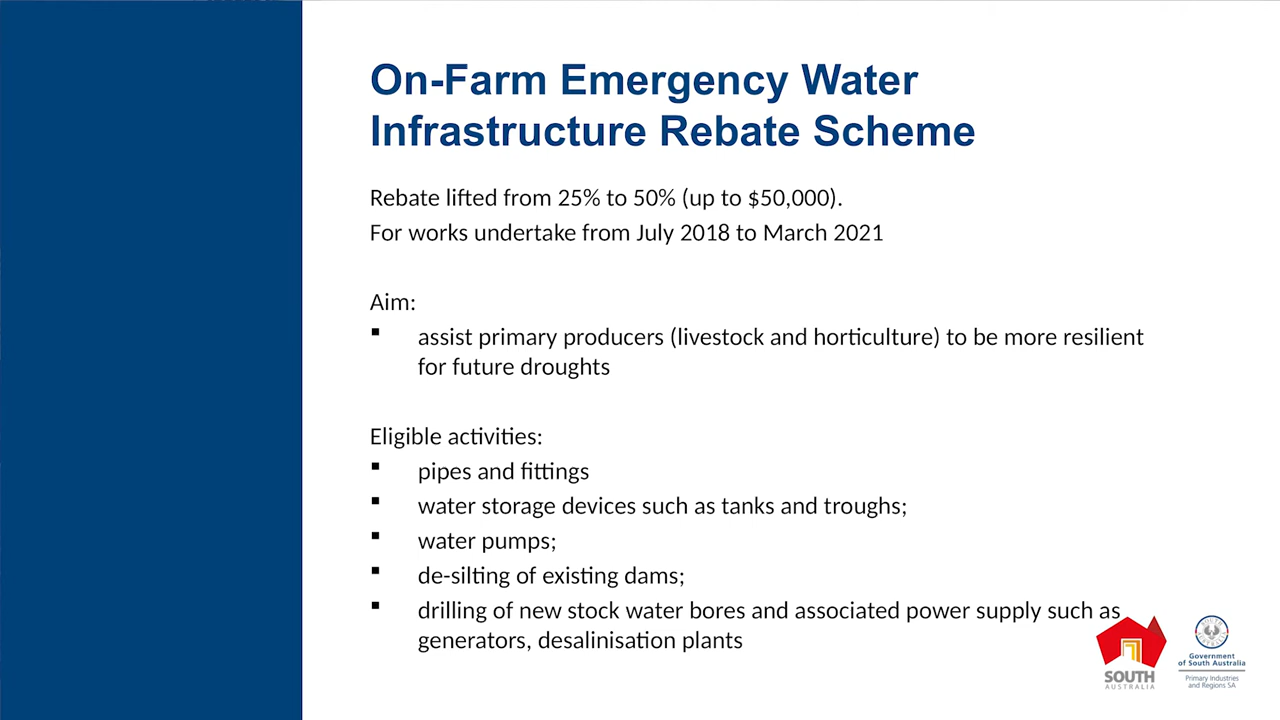 On-Farm Emergency Water
Infrastructure Rebate Scheme
Rebate lifted from 25% to 50% (up to $50,000).
For works undertake from July 2018 to March 2021
Aim:
▪ assist primary producers (livestock and horticulture) to be more resilient
for future droughts
Eligible activities:
▪ pipes and fittings
▪ water storage devices such as tanks and troughs;
▪ water pumps;
▪ de-silting of existing dams;
▪ drilling of new stock water bores and associated power supply such as
generators, desalinisation plants
SOUTH
AUSTRALIA
Government
of South Australia
Primary Industries
and Regions SA